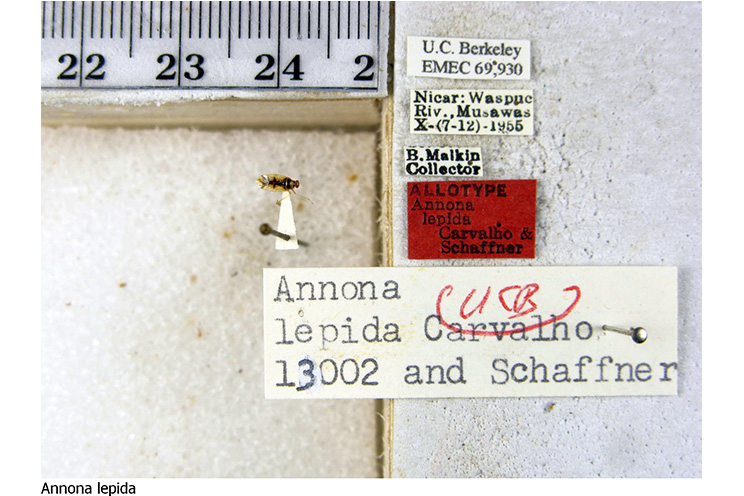 22 23 24 2
U.C. Berkeley
EMEC 69,930
Nicar: Waspuc
Riv., Musawas
X-(7-12)-1955
B. Malkin
Collector
ALLOTYPE
Annona
lepida
Carvalho &
Schaffner
Annona (UCB)
lepida Carvalho
13002 and Schaffner
Annona lepida